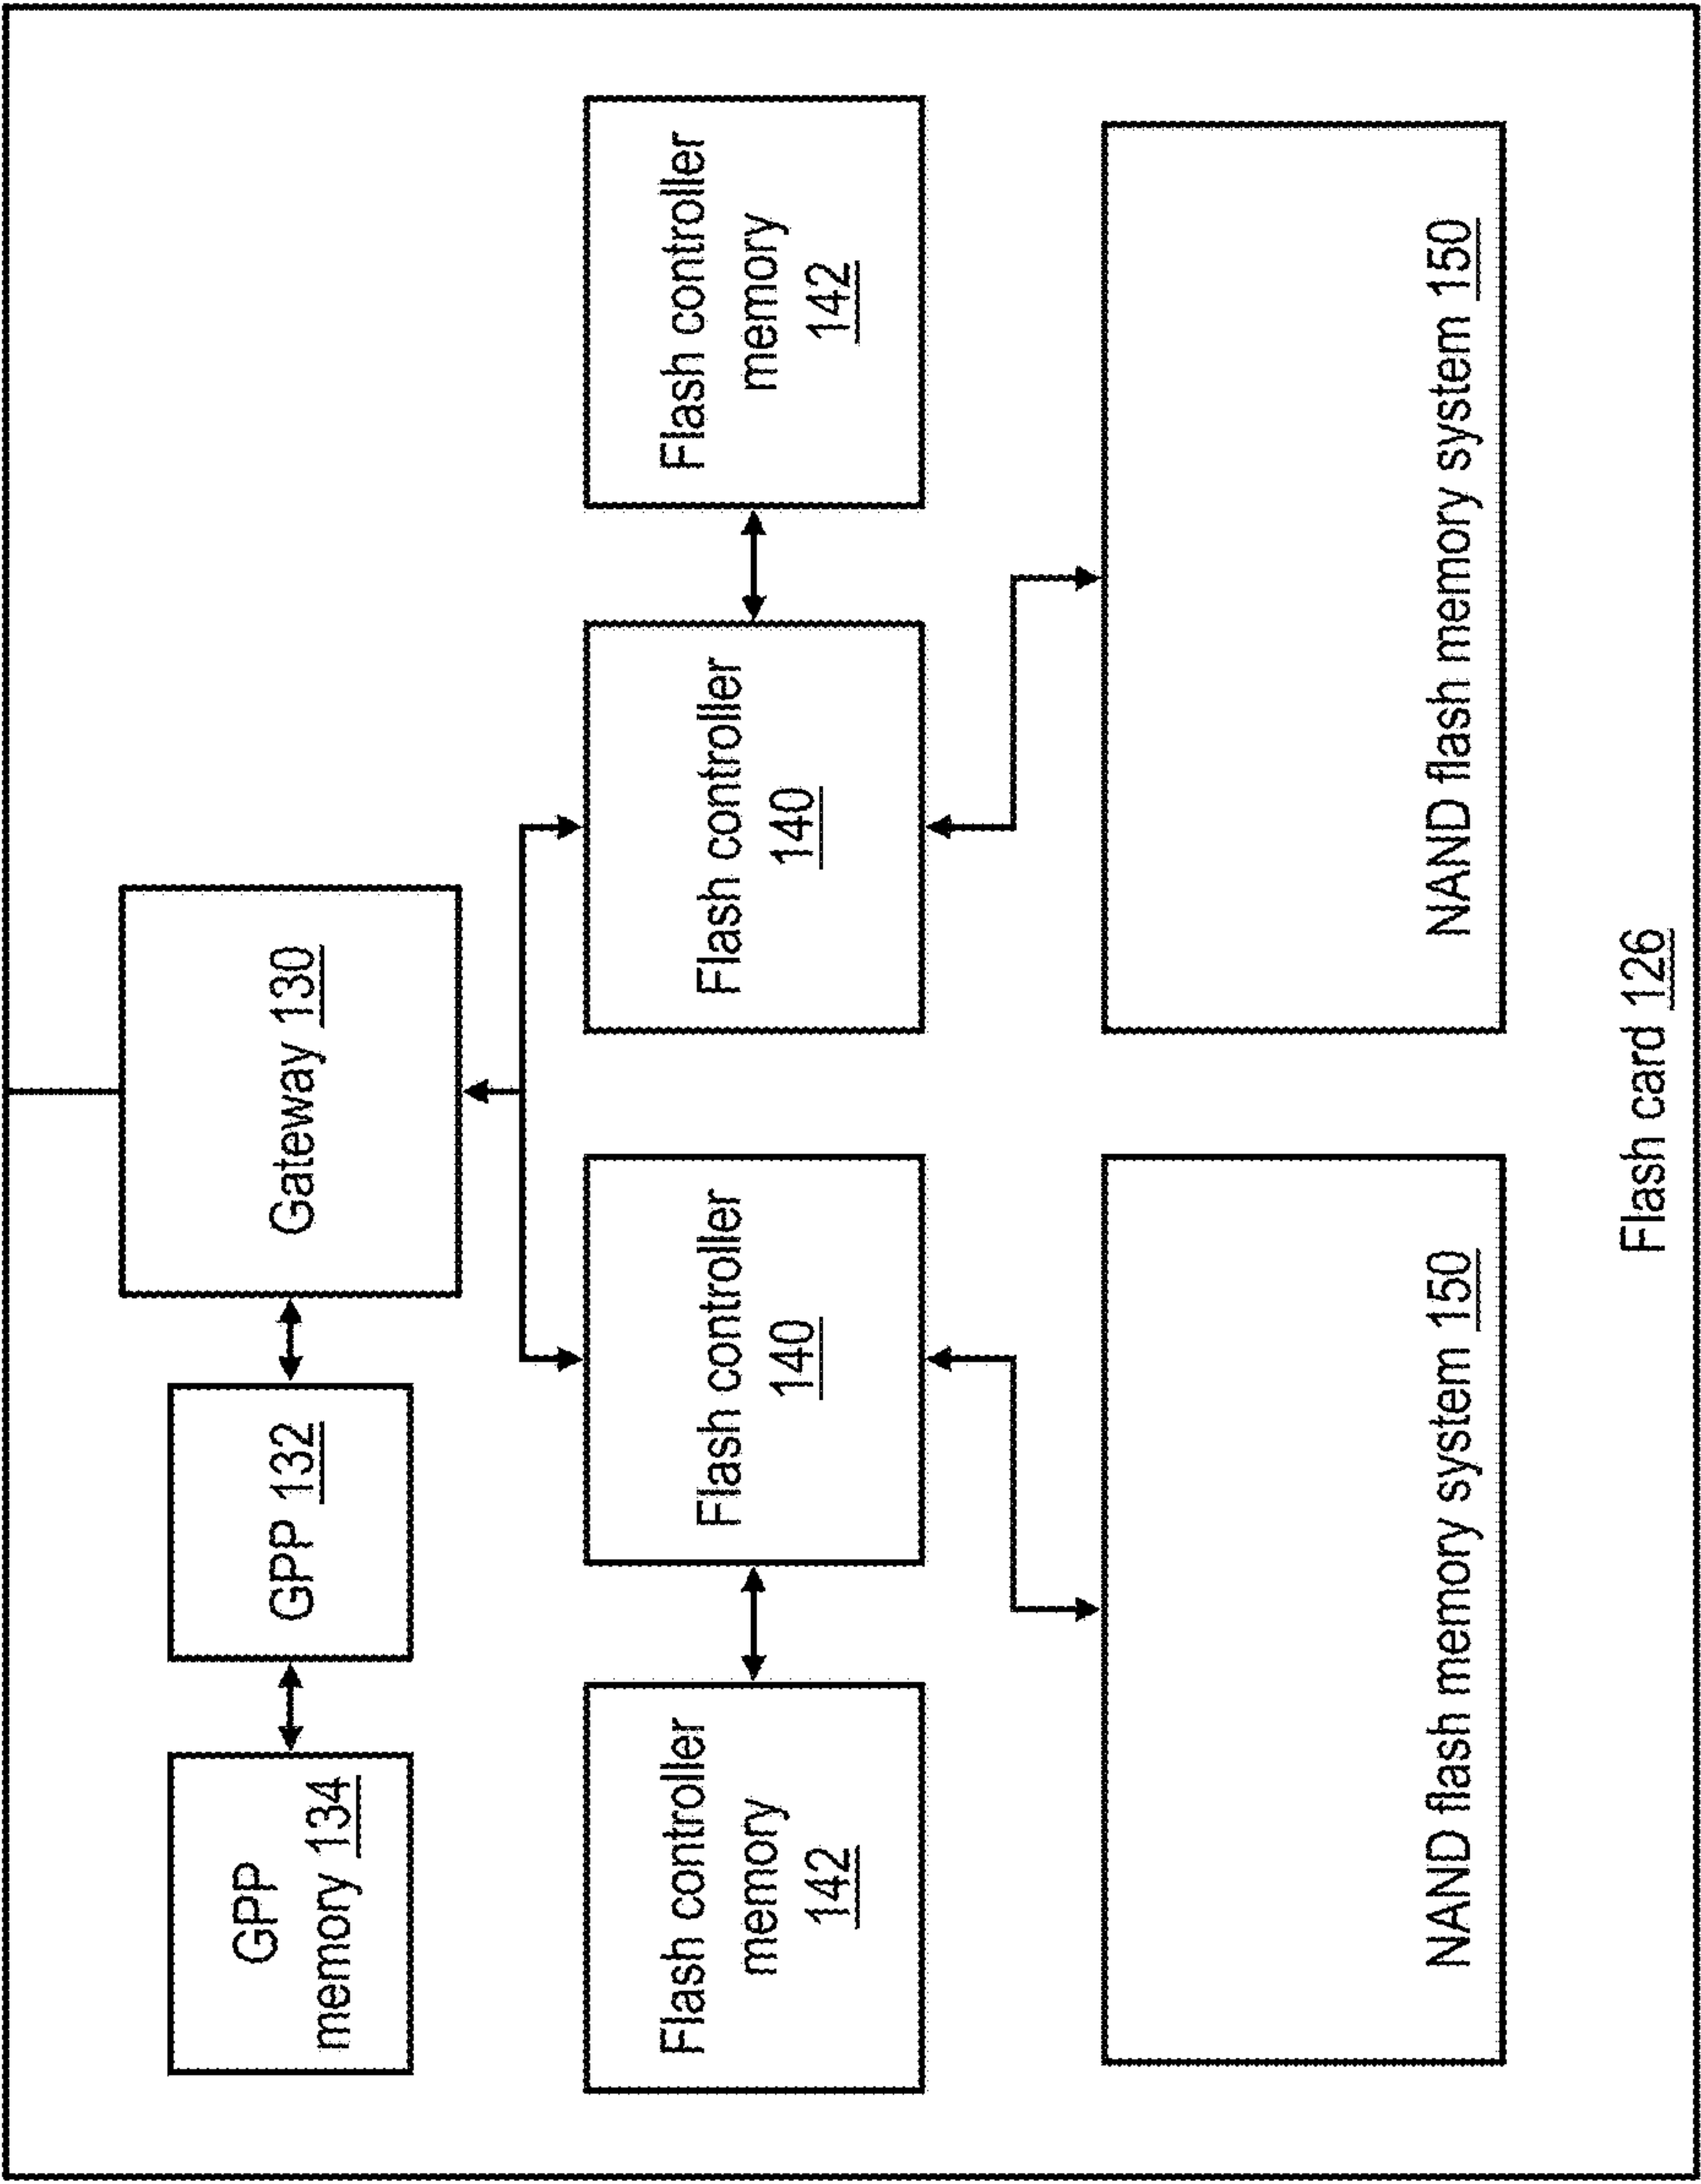 GPP
memory 134
GPP 132
Gateway 130
Flash controller
memory
142
Flash controller
140
Flash controller
140
Flash controller
memory
142
NAND flash memory system 150
NAND flash memory system 150
Flash card 126